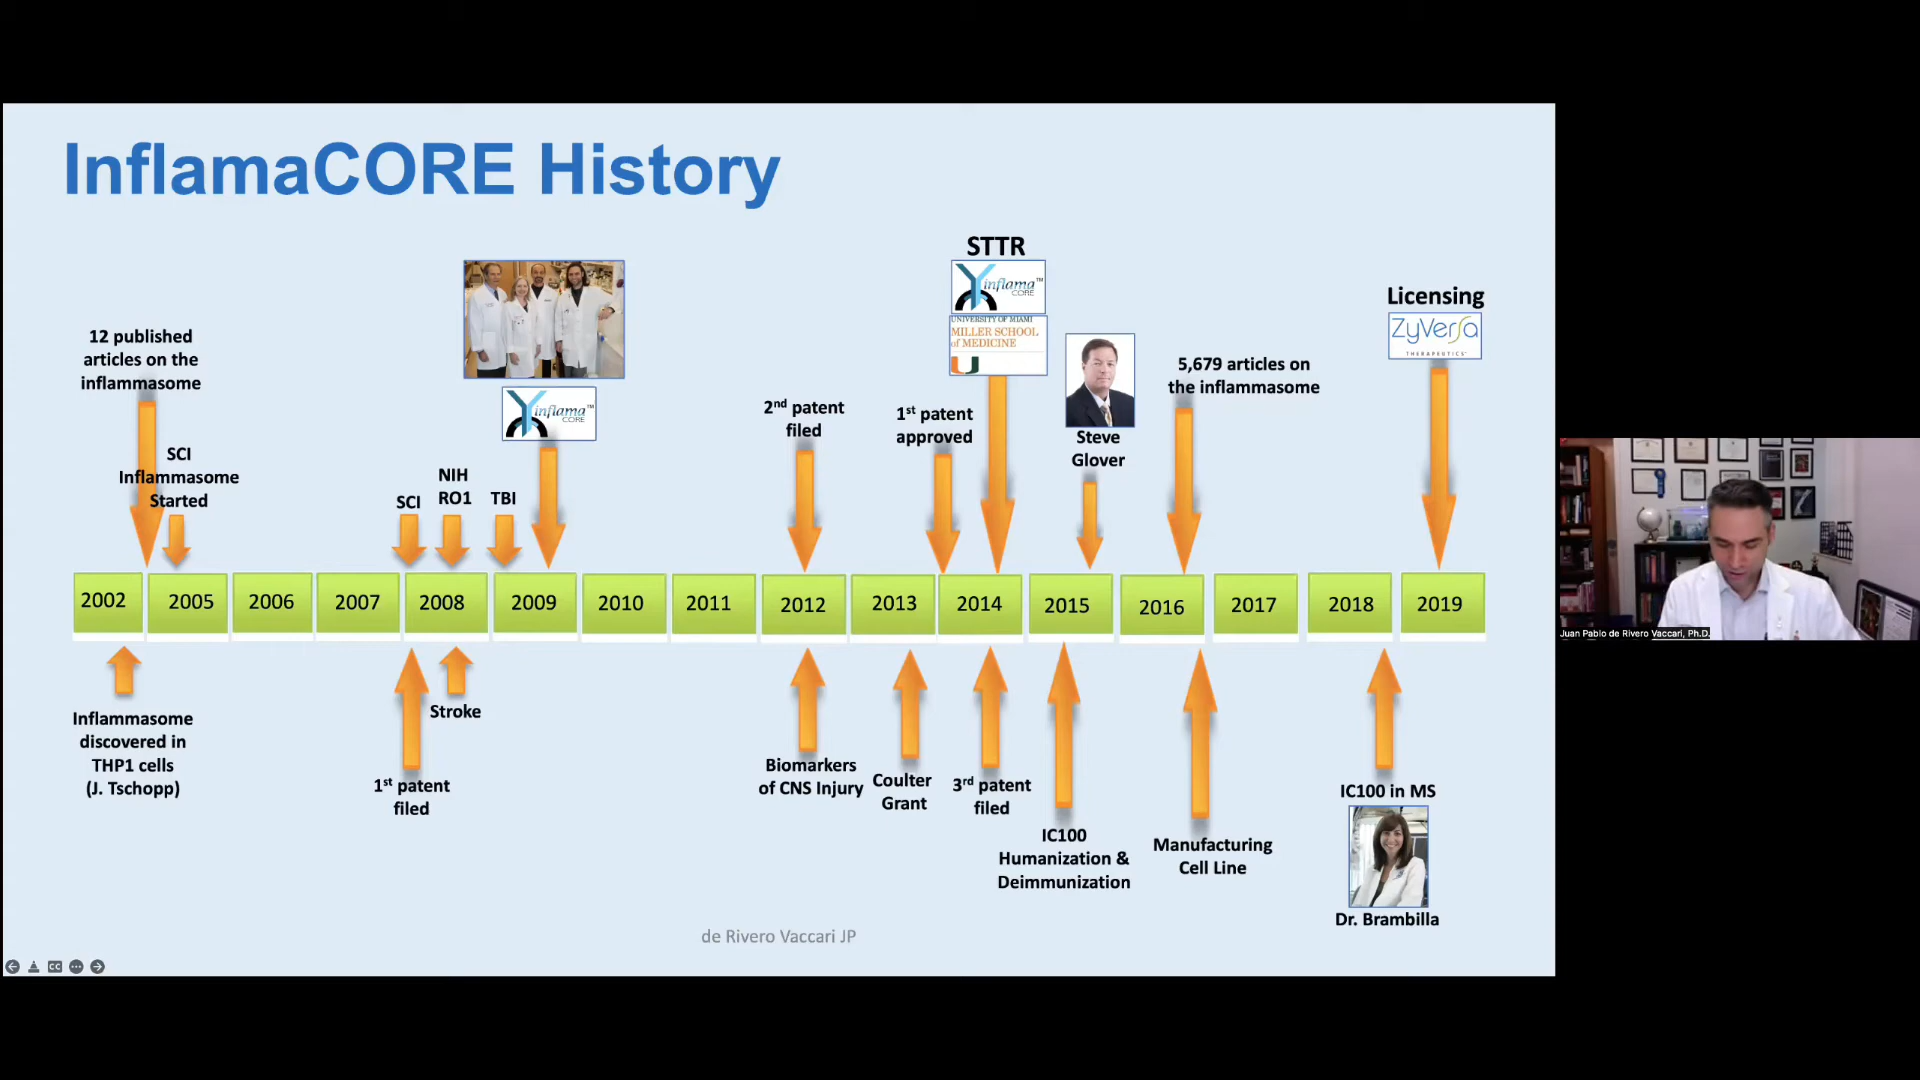 InflamaCORE History
12 published
articles on the
inflammasome
SCI
Inflammasome
Started
SCI
NIH
RO1
TBI
inflama™
CORE
2nd patent
filed
1st patent
approved
STTR
inflama™
CORE
UNIVERSITY OF MIAMI
MILLER SCHOOL
of MEDICINE
Steve
Glover
5,679 articles on
the inflammasome
Licensing
ZyVersa
THERAPEUTICS
2002
2005
2006
2007
2008
2009
2010
2011
2012
2013
2014
2015
2016
2017
2018
2019
Inflammasome
discovered in
THP1 cells
(J. Tschopp)
1st patent
filed
Stroke
Biomarkers
of CNS Injury
Coulter
Grant
3rd patent
filed
IC100
Humanization &
Deimmunization
Manufacturing
Cell Line
IC100 in MS
Dr. Brambilla
de Rivero Vaccari JP
CC
Juan Pablo de Rivero Vaccari, Ph.D.